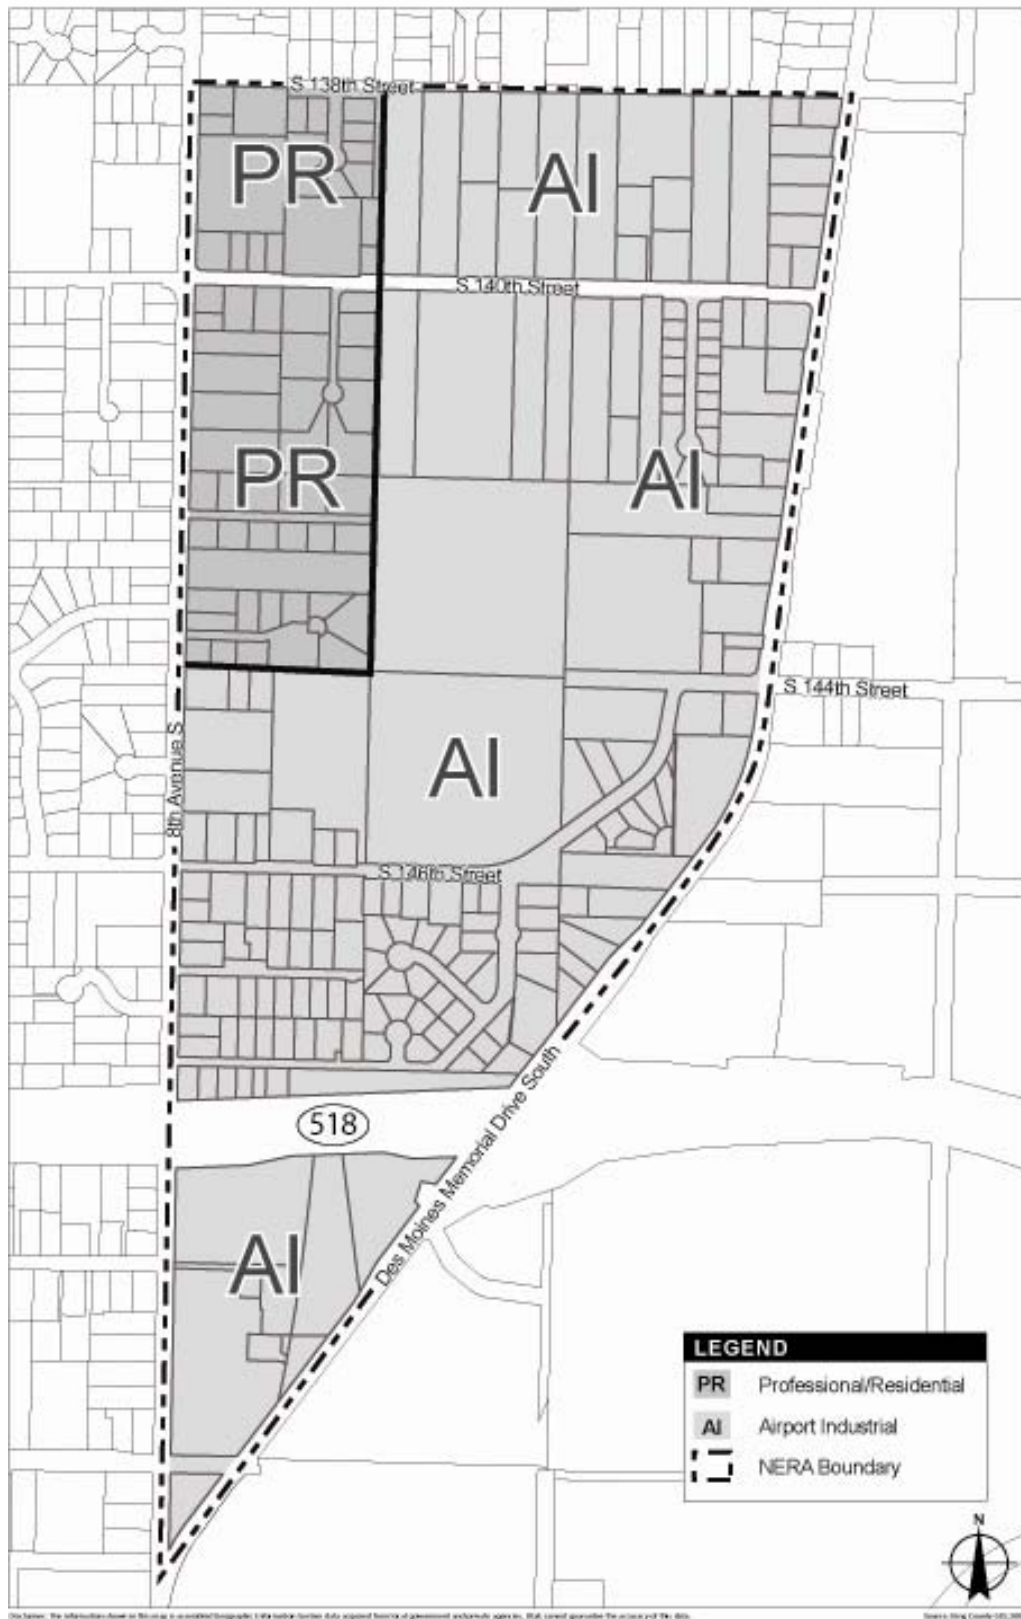 S 138th Street
PR
AI
S 140th Street
PR
AI
S 144th Street
8th Avenue S
AI
S 146th Street
518
Des Moines Memorial Drive South
AI
LEGEND
PR Professional/Residential
AI Airport Industrial
NERA Boundary
N